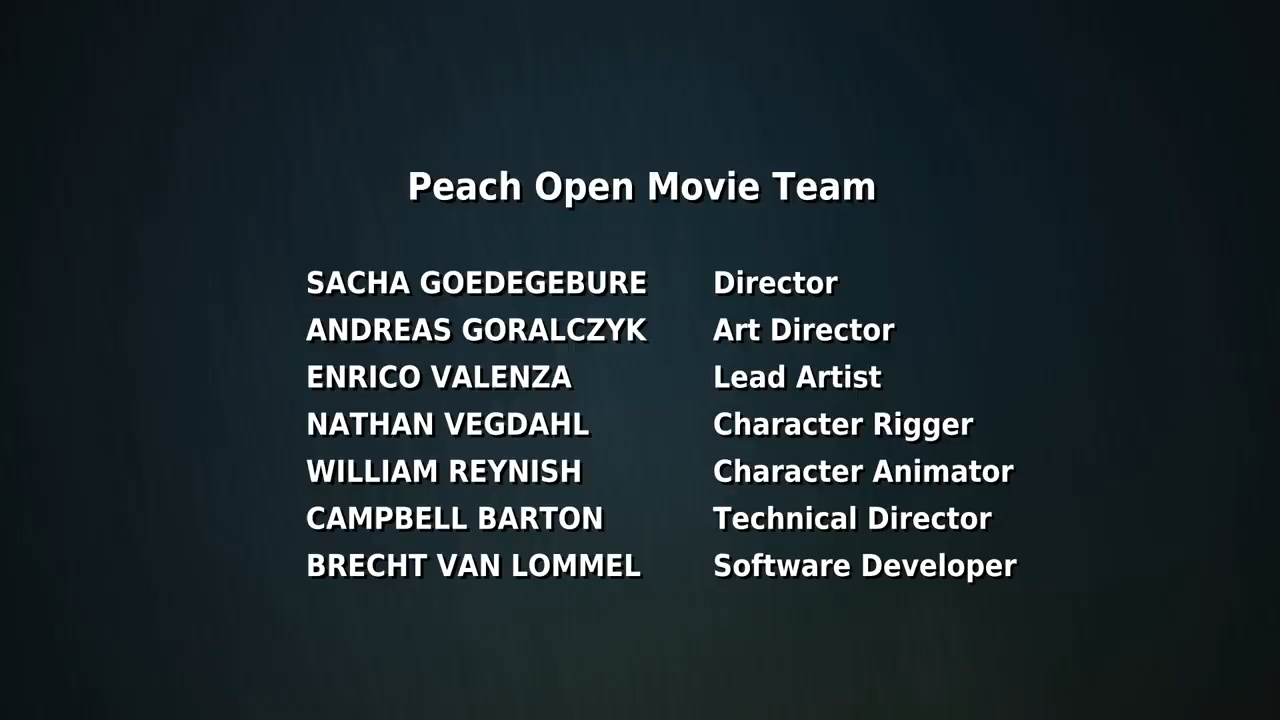 Peach Open Movie Team
SACHA GOEDEGEBURE Director
ANDREAS GORALCZYK Art Director
ENRICO VALENZA Lead Artist
NATHAN VEGDAHL Character Rigger
WILLIAM REYNISH Character Animator
CAMPBELL BARTON Technical Director
BRECHT VAN LOMMEL Software Developer